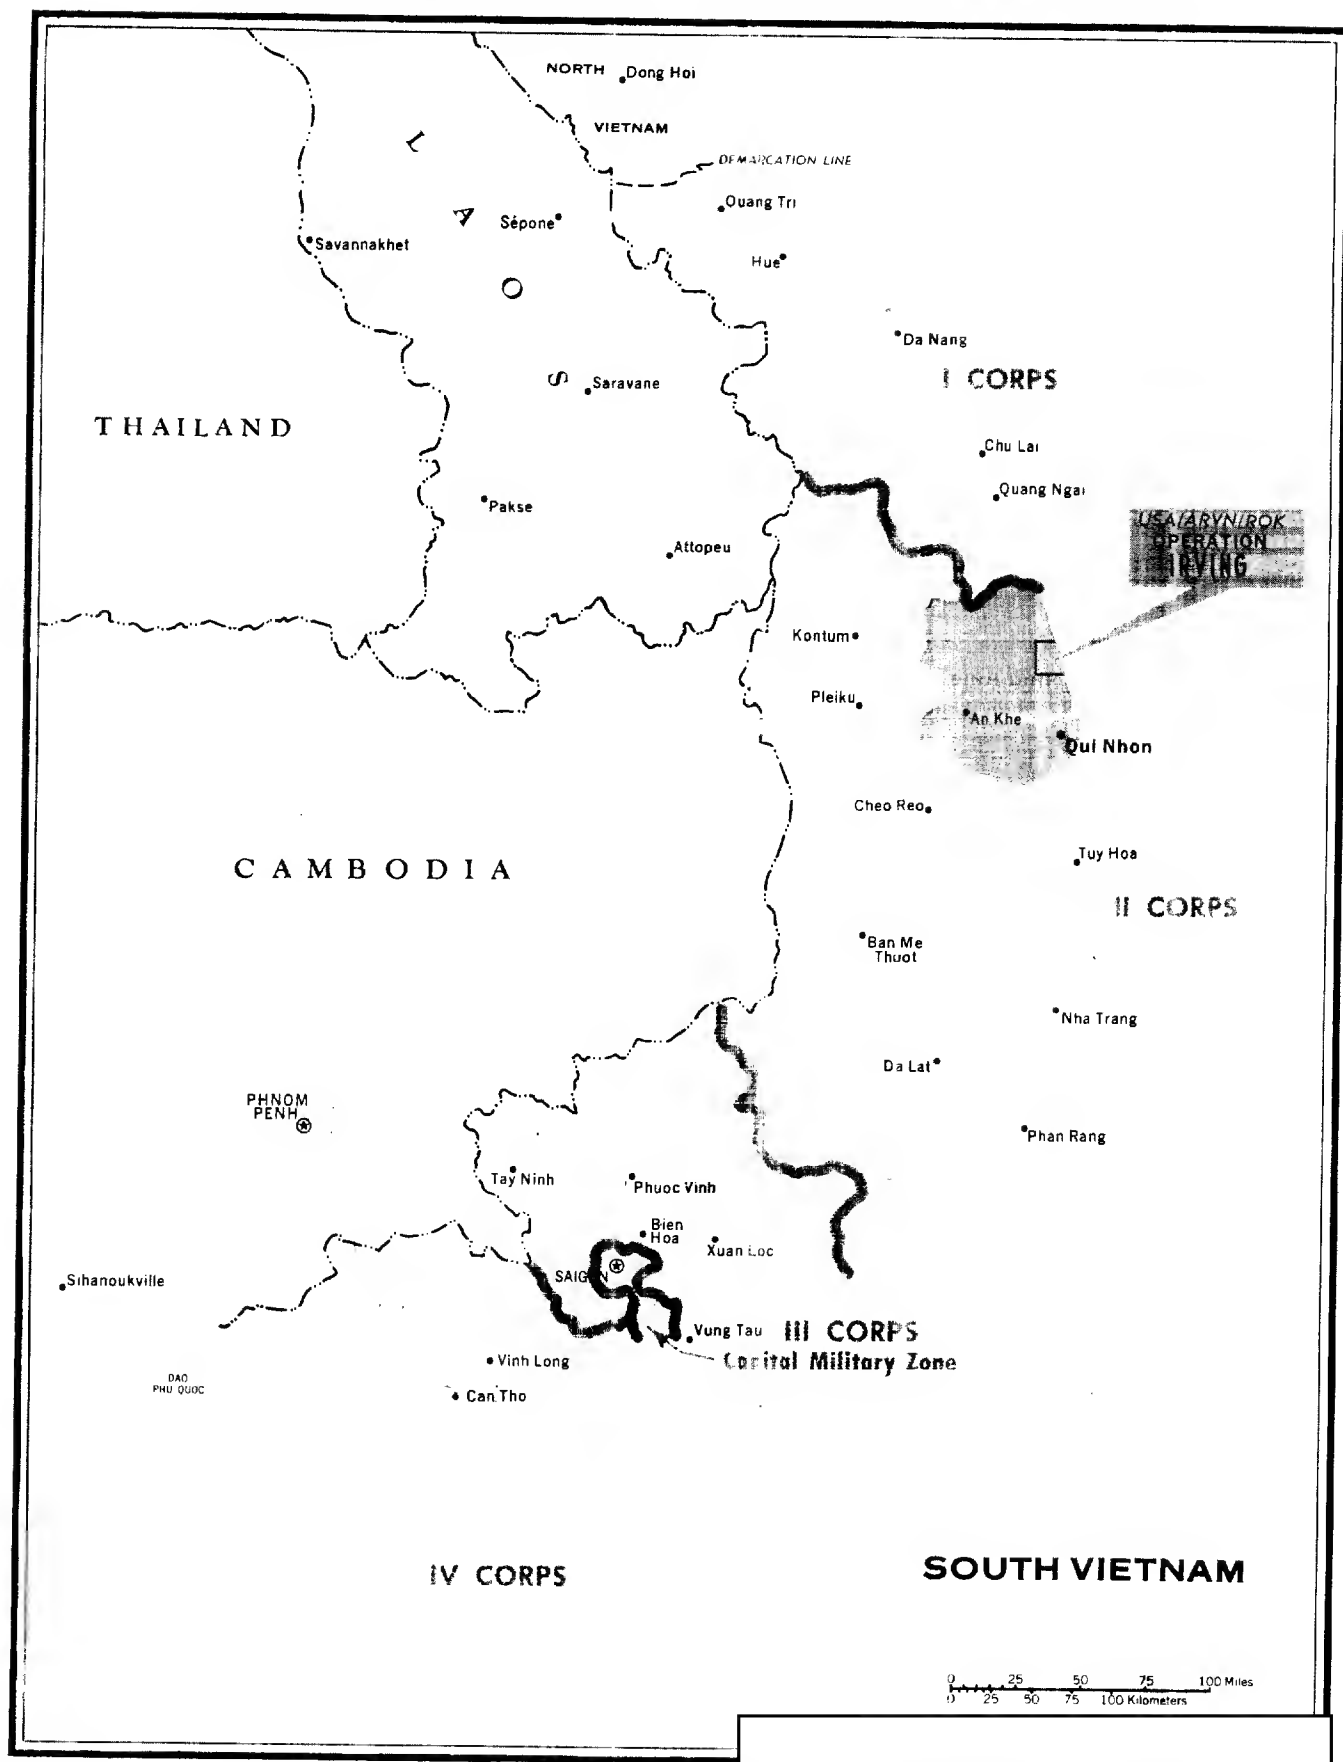 NORTH
Dong Hoi
VIETNAM
DEMARCATION LINE
L
A
O
S
Quang Tri
Sépone
Savannakhet
Hue
Da Nang
I CORPS
Saravane
THAILAND
Chu Lai
Quang Ngai
Pakse
USA/ARVN/ROK
OPERATION
IRVING
Attopeu
Kontum
Pleiku
An Khe
Qui Nhon
Cheo Reo
Tuy Hoa
CAMBODIA
II CORPS
Ban Me
Thuot
Nha Trang
Da Lat
PHNOM
PENH
Phan Rang
Tay Ninh
Phuoc Vinh
Bien
Hoa
Xuan Loc
SAIGON
Sihanoukville
Vung Tau
III CORPS
Capital Military Zone
Vinh Long
DAO
PHU QUOC
Can Tho
IV CORPS
SOUTH VIETNAM
0 25 50 75 100 Miles
0 25 50 75 100 Kilometers